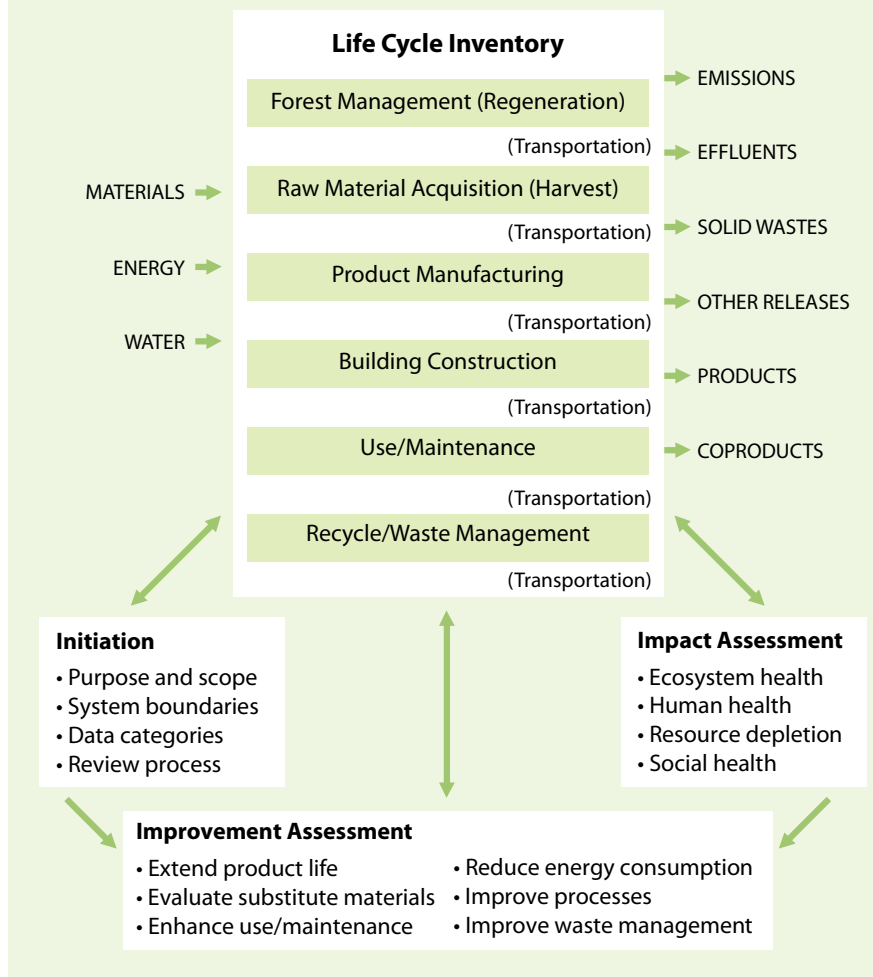 Life Cycle Inventory
Forest Management (Regeneration)
(Transportation)
Raw Material Acquisition (Harvest)
(Transportation)
Product Manufacturing
(Transportation)
Building Construction
(Transportation)
Use/Maintenance
(Transportation)
Recycle/Waste Management
(Transportation)
MATERIALS
ENERGY
WATER
EMISSIONS
EFFLUENTS
SOLID WASTES
OTHER RELEASES
PRODUCTS
COPRODUCTS
Initiation
• Purpose and scope
• System boundaries
• Data categories
• Review process
Impact Assessment
• Ecosystem health
• Human health
• Resource depletion
• Social health
Improvement Assessment
• Extend product life
• Evaluate substitute materials
• Enhance use/maintenance
• Reduce energy consumption
• Improve processes
• Improve waste management